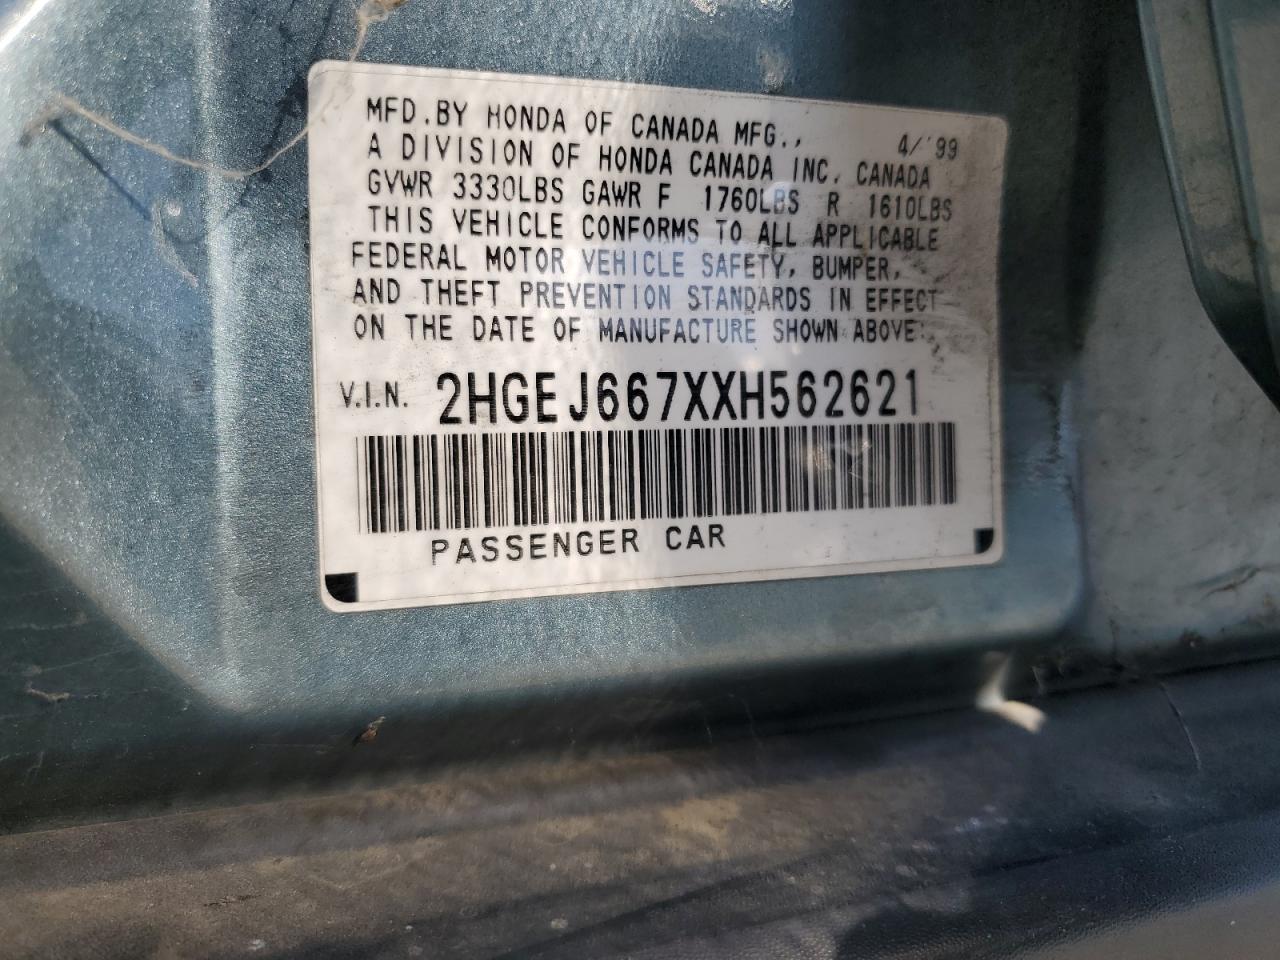 MFD.BY HONDA OF CANADA MFG., 4/'99
A DIVISION OF HONDA CANADA INC. CANADA
GVWR 3330LBS GAWR F 1760LBS R 1610LBS
THIS VEHICLE CONFORMS TO ALL APPLICABLE
FEDERAL MOTOR VEHICLE SAFETY, BUMPER,
AND THEFT PREVENTION STANDARDS IN EFFECT
ON THE DATE OF MANUFACTURE SHOWN ABOVE:
V.I.N. 2HGEJ667XXH562621
PASSENGER CAR